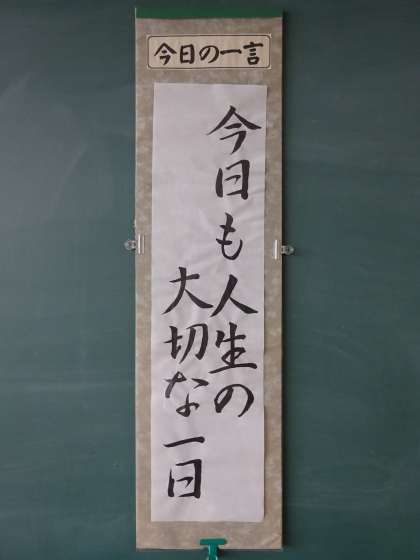 今日の一言
今日も人生の
大切な一日